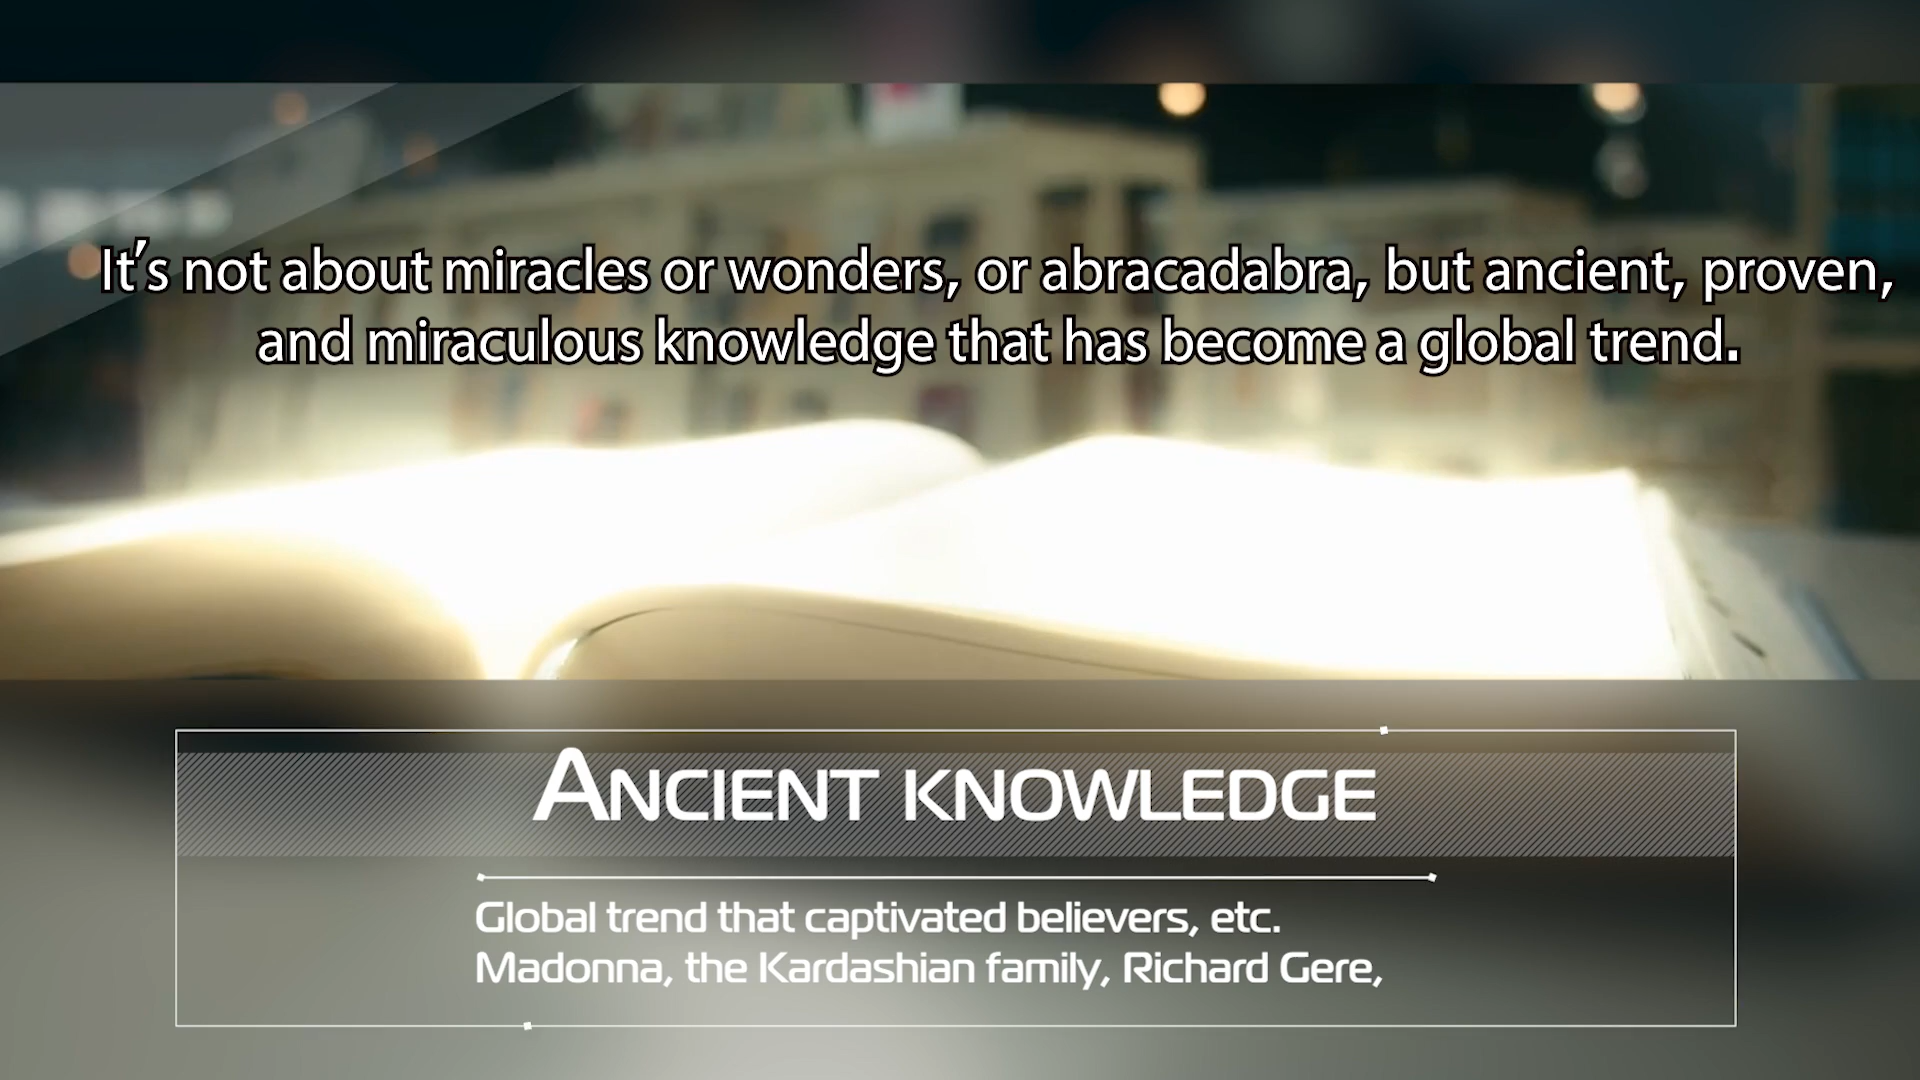 It's not about miracles or wonders, or abracadabra, but ancient, proven,
and miraculous knowledge that has become a global trend.
Ancient knowledge
Global trend that captivated believers, etc.
Madonna, the Kardashian family, Richard Gere,